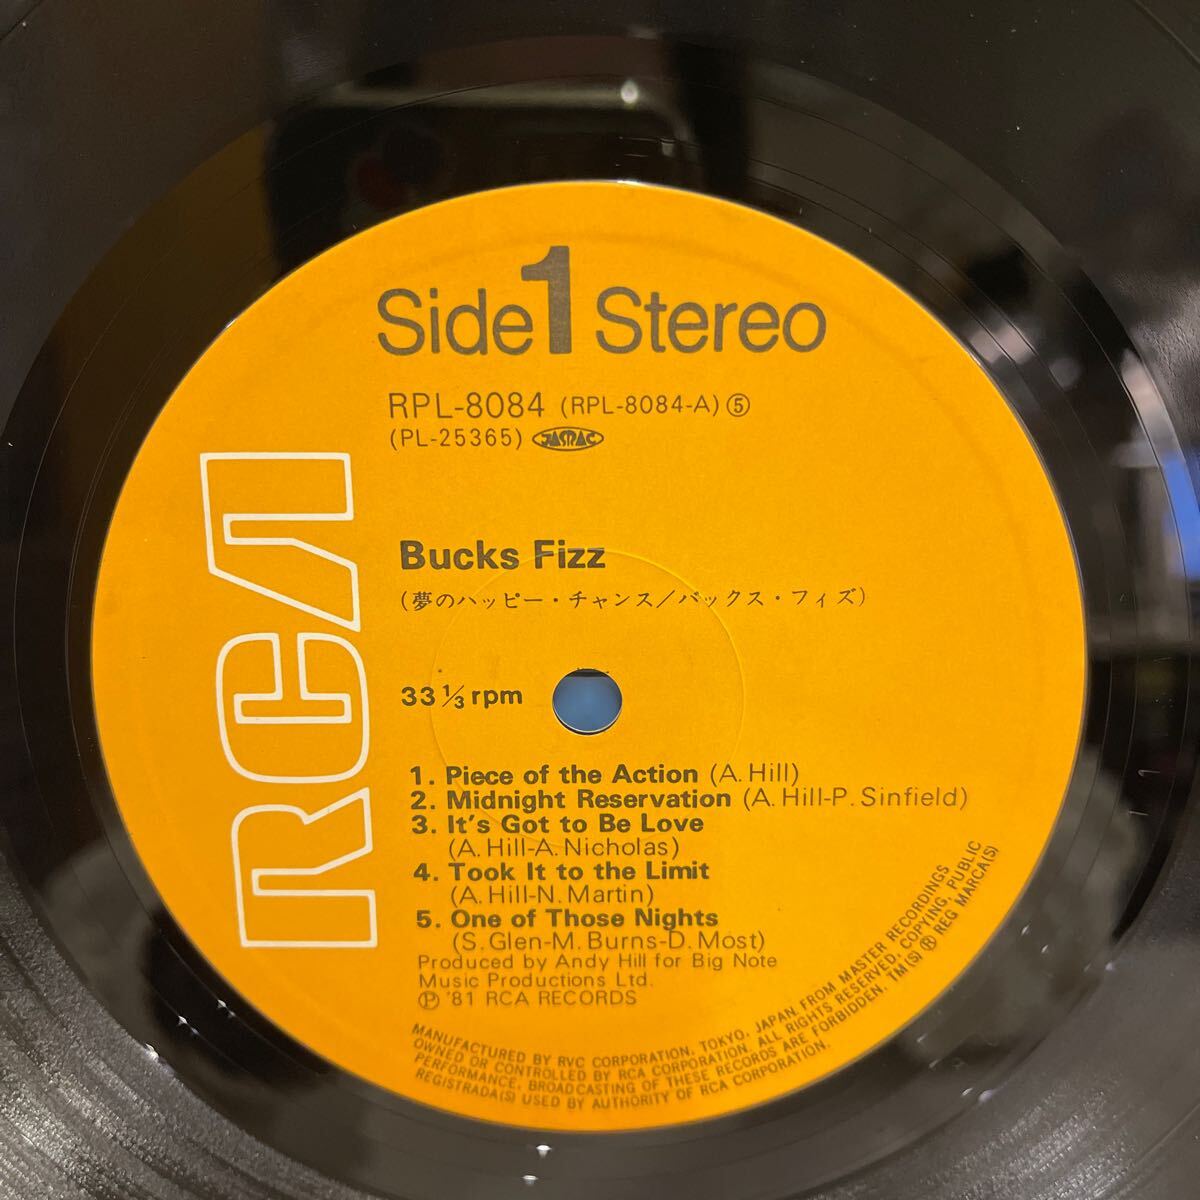 Side 1 Stereo
RPL-8084 (RPL-8084-A) ⑤
(PL-25365) JASRAC
RCA
Bucks Fizz
(夢のハッピー・チャンス/バックス・フィズ)
33 1/3 rpm
1. Piece of the Action (A. Hill)
2. Midnight Reservation (A. Hill-P. Sinfield)
3. It's Got to Be Love
(A. Hill-A. Nicholas)
4. Took It to the Limit
(A. Hill-N. Martin)
5. One of Those Nights
(S. Glen-M. Burns-D. Most)
Produced by Andy Hill for Big Note
Music Productions Ltd.
℗ '81 RCA RECORDS
MANUFACTURED BY RVC CORPORATION, TOKYO, JAPAN, FROM MASTER RECORDINGS
OWNED OR CONTROLLED BY RCA CORPORATION. ALL RIGHTS RESERVED, COPYING, PUBLIC
PERFORMANCE, BROADCASTING OF THESE RECORDS ARE FORBIDDEN. TM(S) ® REG MARCA(S)
REGISTRADA(S) USED BY AUTHORITY OF RCA CORPORATION.